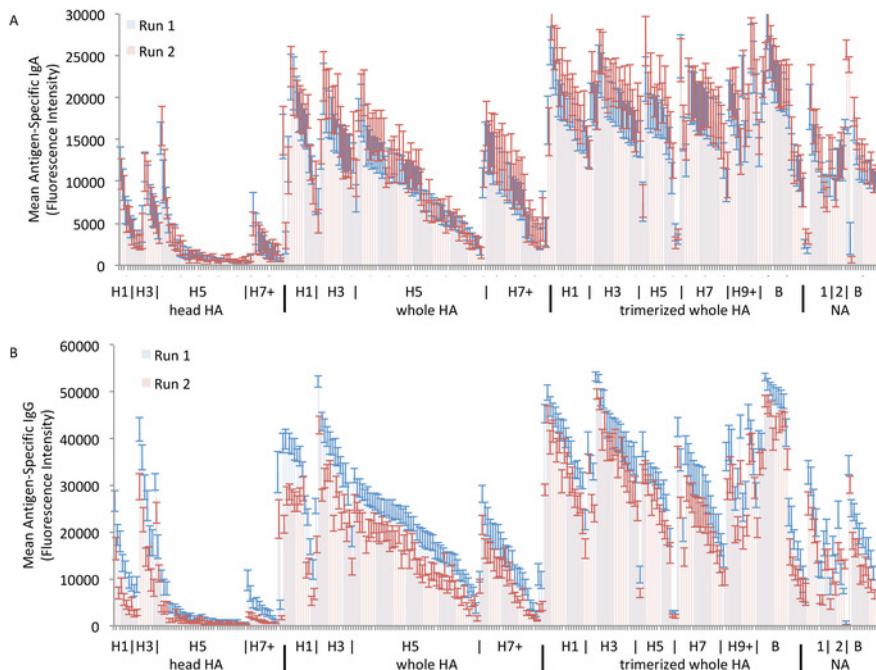 A
Run 1
Run 2
Mean Antigen-Specific IgA
(Fluorescence Intensity)
30000
25000
20000
15000
10000
5000
0
H1 H3 H5 H7+ H1 H3 H5 H7+ H1 H3 H5 H7 H9+ B 1 2 B
head HA whole HA trimerized whole HA NA
B
Run 1
Run 2
Mean Antigen-Specific IgG
(Fluorescence Intensity)
60000
50000
40000
30000
20000
10000
0
H1 H3 H5 H7+ H1 H3 H5 H7+ H1 H3 H5 H7 H9+ B 1 2 B
head HA whole HA trimerized whole HA NA